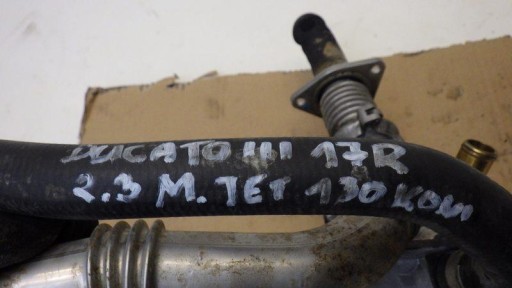 DUCATO III 17R
2.3 M.JET 130 KONI